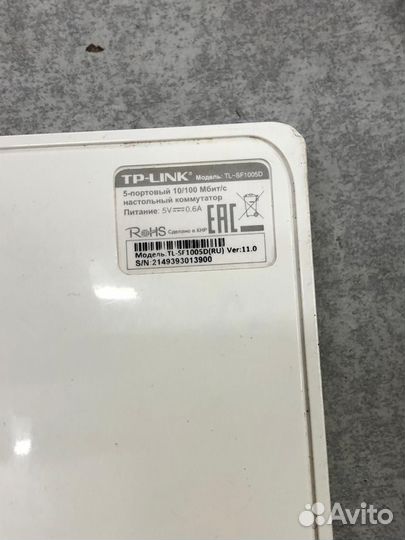 TP-LINK® Модель: TL-SF1005D
5-портовый 10/100 Мбит/с
настольный коммутатор
Питание: 5V⎓0.6A
EAC
RoHS Сделано в КНР
Модель:TL-SF1005D(RU) Ver:11.0
S/N:2149393013900
Avito